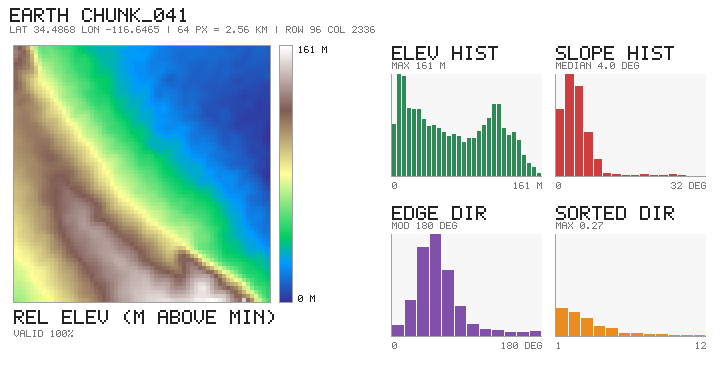 EARTH CHUNK_041
LAT 34.4868 LON -116.6465 | 64 PX = 2.56 KM | ROW 96 COL 2336
161 M
0 M
REL ELEV (M ABOVE MIN)
VALID 100%
ELEV HIST
MAX 161 M
0 161 M
SLOPE HIST
MEDIAN 4.0 DEG
0 32 DEG
EDGE DIR
MOD 180 DEG
0 180 DEG
SORTED DIR
MAX 0.27
1 12